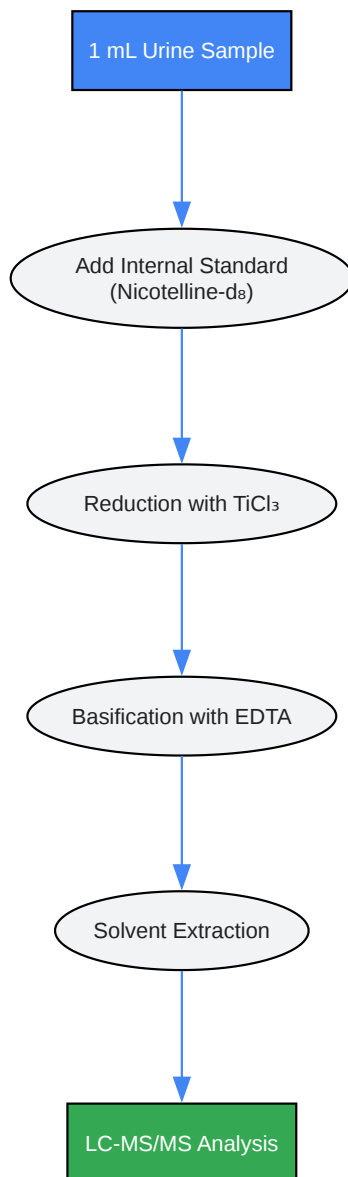 1 mL Urine Sample
Add Internal Standard
(Nicotelline-d₈)
Reduction with TiCl₃
Basification with EDTA
Solvent Extraction
LC-MS/MS Analysis